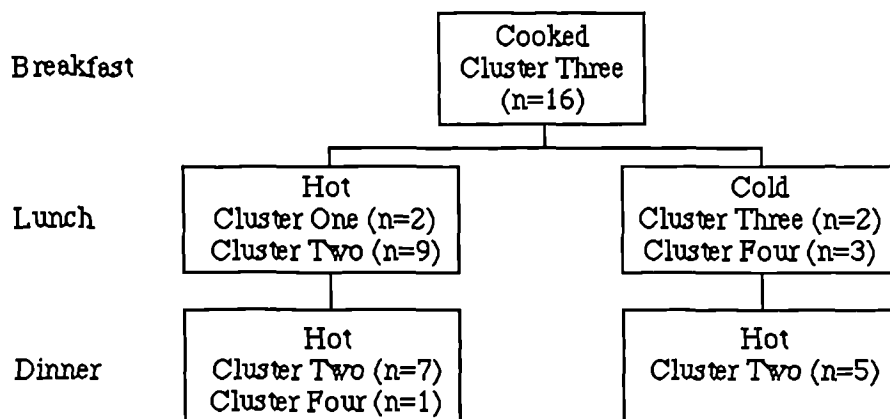 Breakfast
Cooked
Cluster Three
(n=16)
Lunch
Hot
Cluster One (n=2)
Cluster Two (n=9)
Cold
Cluster Three (n=2)
Cluster Four (n=3)
Dinner
Hot
Cluster Two (n=7)
Cluster Four (n=1)
Hot
Cluster Two (n=5)